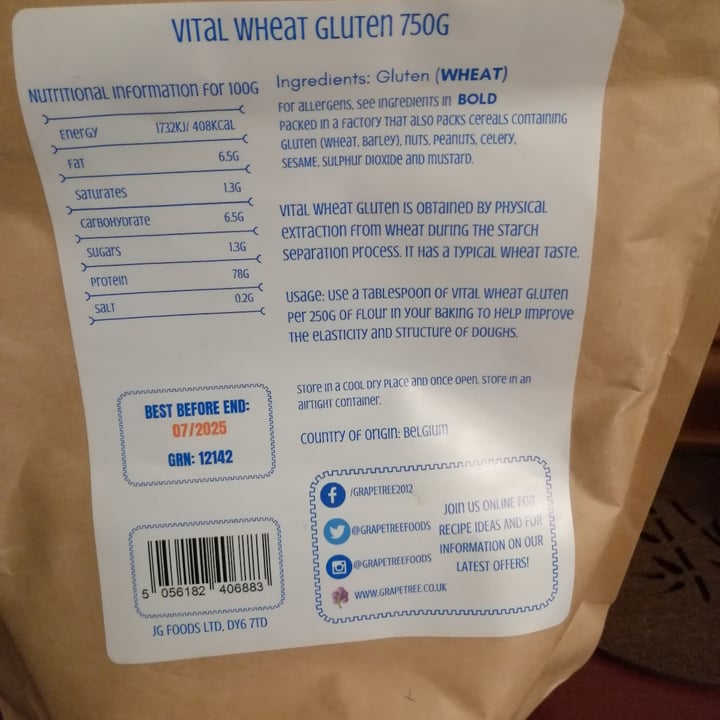 VITAL WHEAT GLUTEN 750G
NUTRITIONAL INFORMATION FOR 100G
ENERGY 1732KJ/ 408KCAL
FAT 6.5G
SATURATES 1.3G
CARBOHYDRATE 6.5G
SUGARS 1.3G
PROTEIN 78G
SALT 0.2G
Ingredients: Gluten (WHEAT)
FOR ALLERGENS, SEE INGREDIENTS IN BOLD
PACKED IN A FACTORY THAT ALSO PACKS CEREALS CONTAINING
GLUTEN (WHEAT, BARLEY), NUTS, PEANUTS, CELERY,
SESAME, SULPHUR DIOXIDE AND MUSTARD.
VITAL WHEAT GLUTEN IS OBTAINED BY PHYSICAL
EXTRACTION FROM WHEAT DURING THE STARCH
SEPARATION PROCESS. IT HAS A TYPICAL WHEAT TASTE.
USAGE: USE A TABLESPOON OF VITAL WHEAT GLUTEN
PER 250G OF FLOUR IN YOUR BAKING TO HELP IMPROVE
THE ELASTICITY AND STRUCTURE OF DOUGHS.
STORE IN A COOL DRY PLACE AND ONCE OPEN, STORE IN AN
AIRTIGHT CONTAINER.
COUNTRY OF ORIGIN: BELGIUM
BEST BEFORE END:
07/2025
GRN: 12142
5 056182 406883
JG FOODS LTD, DY6 7TD
/GRAPETREE2012
@GRAPETREEFOODS
@GRAPETREEFOODS
WWW.GRAPETREE.CO.UK
JOIN US ONLINE FOR
RECIPE IDEAS AND FOR
INFORMATION ON OUR
LATEST OFFERS!